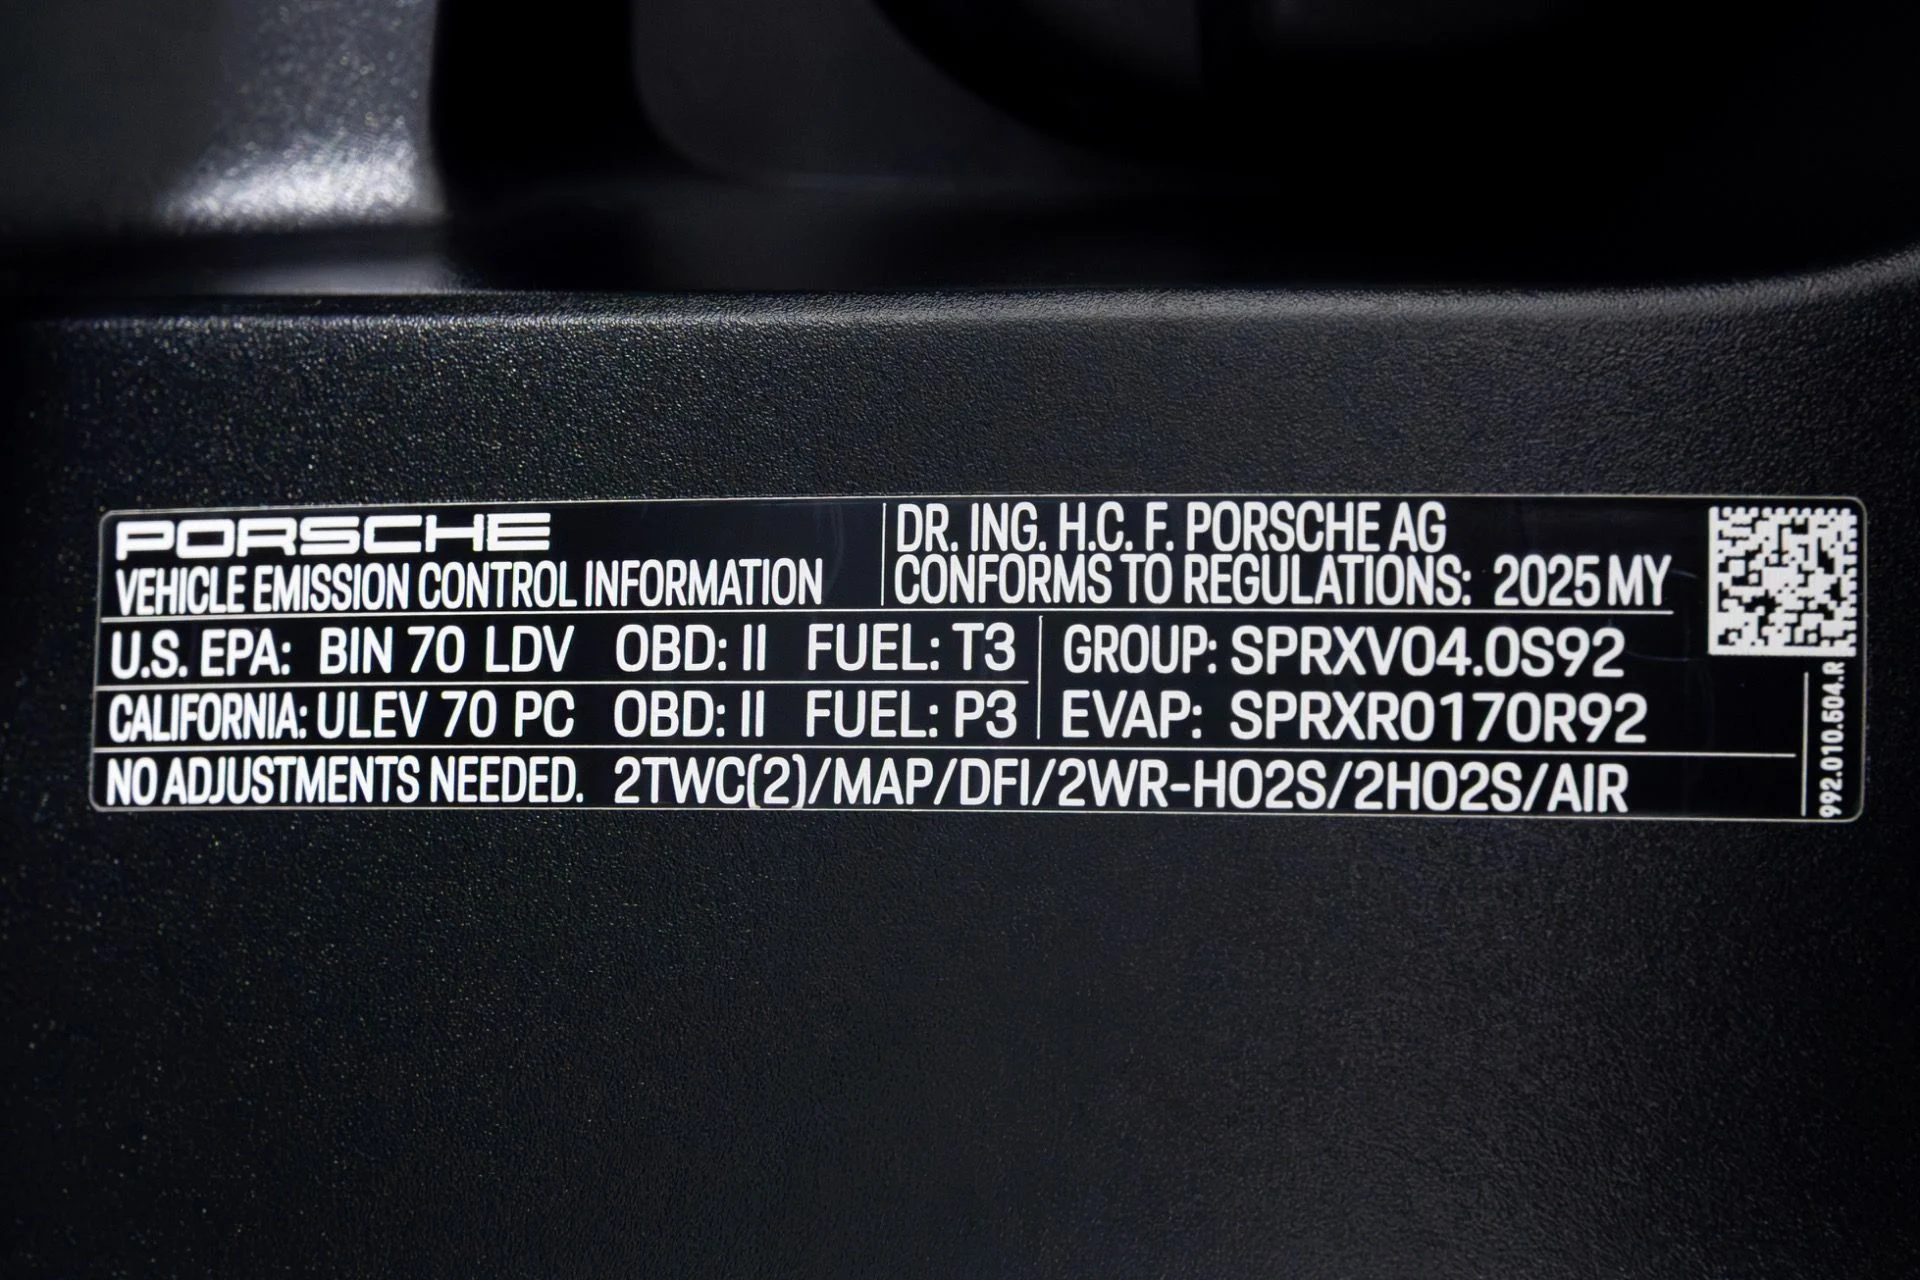 PORSCHE
VEHICLE EMISSION CONTROL INFORMATION
DR. ING. H.C. F. PORSCHE AG
CONFORMS TO REGULATIONS: 2025 MY
U.S. EPA: BIN 70 LDV OBD: II FUEL: T3
CALIFORNIA: ULEV 70 PC OBD: II FUEL: P3
GROUP: SPRXV04.0S92
EVAP: SPRXR0170R92
NO ADJUSTMENTS NEEDED. 2TWC(2)/MAP/DFI/2WR-HO2S/2HO2S/AIR
992.010.504.R